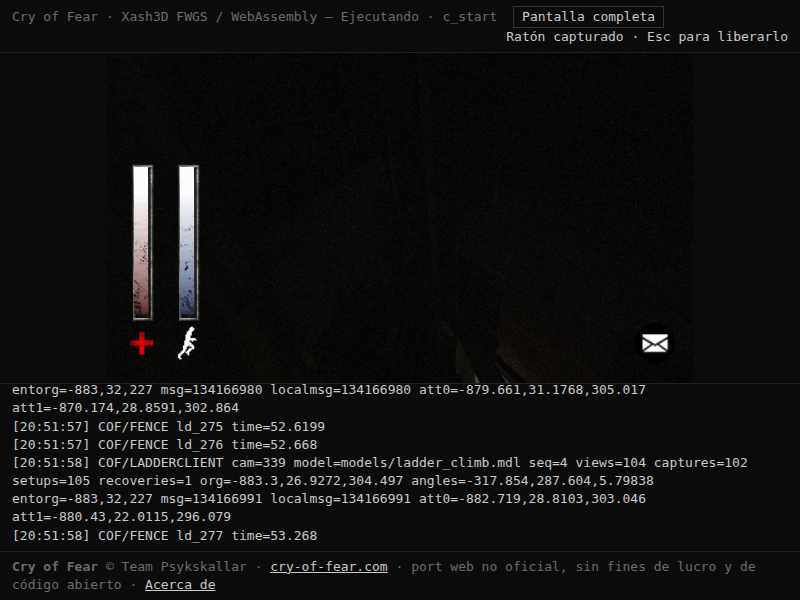 Cry of Fear · Xash3D FWGS / WebAssembly — Ejecutando · c_start
Pantalla completa
Ratón capturado · Esc para liberarlo
entorg=-883,32,227 msg=134166980 localmsg=134166980 att0=-879.661,31.1768,305.017
att1=-870.174,28.8591,302.864
[20:51:57] COF/FENCE ld_275 time=52.6199
[20:51:57] COF/FENCE ld_276 time=52.668
[20:51:58] COF/LADDERCLIENT cam=339 model=models/ladder_climb.mdl seq=4 views=104 captures=102
setups=105 recoveries=1 org=-883.3,26.9272,304.497 angles=-317.854,287.604,5.79838
entorg=-883,32,227 msg=134166991 localmsg=134166991 att0=-882.719,28.8103,303.046
att1=-880.43,22.0115,296.079
[20:51:58] COF/FENCE ld_277 time=53.268
Cry of Fear © Team Psykskallar · cry-of-fear.com · port web no oficial, sin fines de lucro y de
código abierto · Acerca de